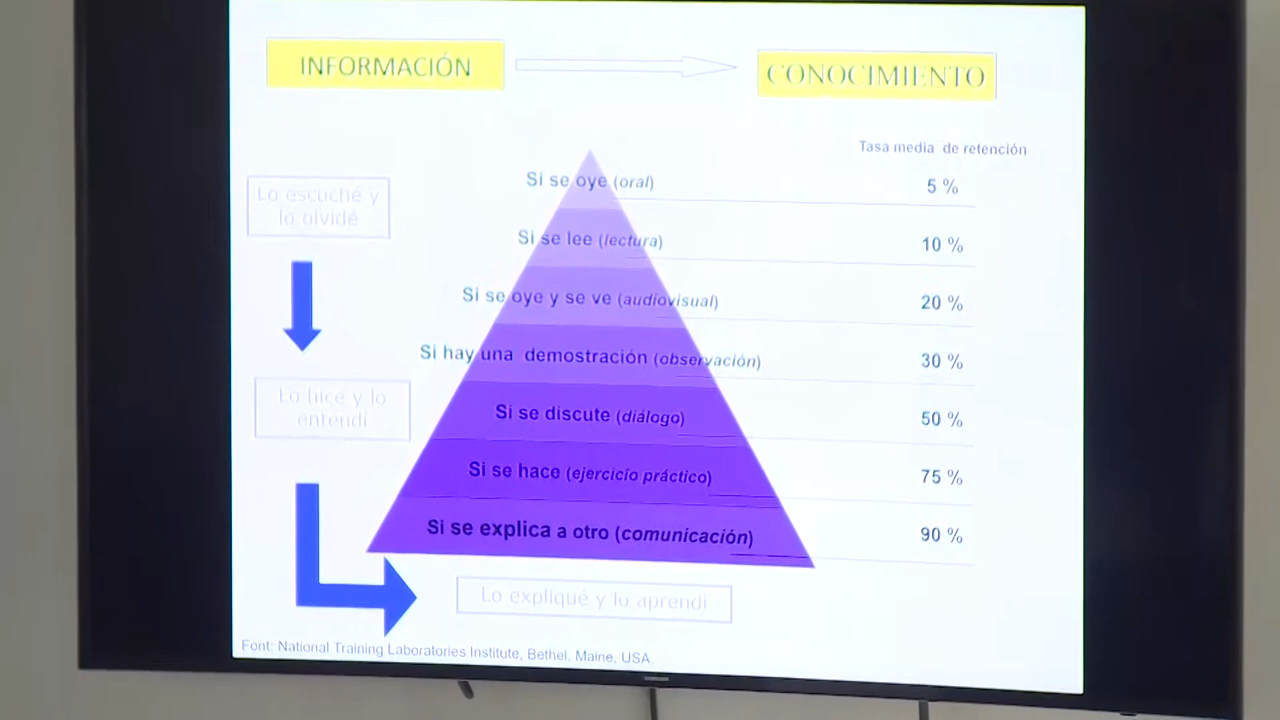 INFORMACIÓN
CONOCIMIENTO
Tasa media de retención
Si se oye (oral)
5 %
Lo escuché y
lo olvidé
Si se lee (lectura)
10 %
Si se oye y se ve (audiovisual)
20 %
Si hay una demostración (observación)
30 %
Lo hice y lo
entendí
Si se discute (diálogo)
50 %
Si se hace (ejercicio práctico)
75 %
Si se explica a otro (comunicación)
90 %
Lo expliqué y lo aprendí
Font: National Training Laboratories Institute, Bethel, Maine, USA.